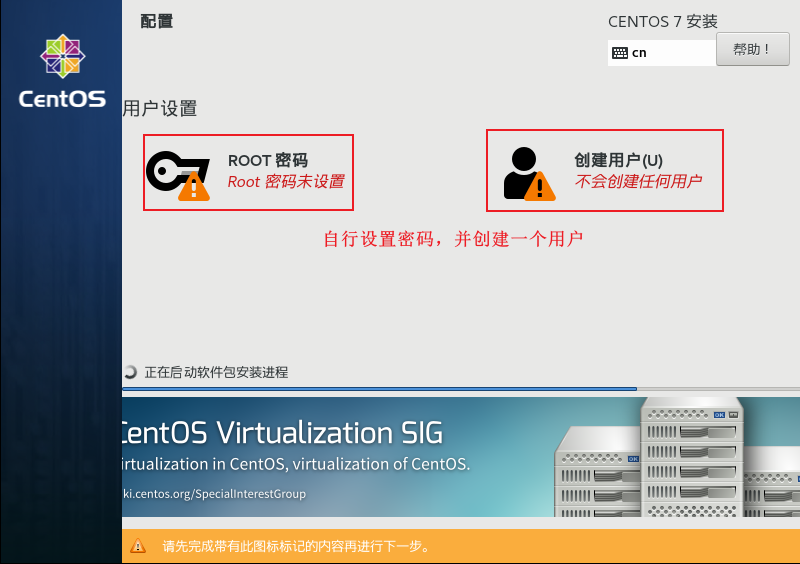 配置
CENTOS 7 安装
cn
帮助！
CentOS
用户设置
ROOT 密码
Root 密码未设置
创建用户(U)
不会创建任何用户
自行设置密码，并创建一个用户
正在启动软件包安装进程
CentOS Virtualization SIG
irtualization in CentOS, virtualization of CentOS.
ki.centos.org/SpecialInterestGroup
请先完成带有此图标标记的内容再进行下一步。